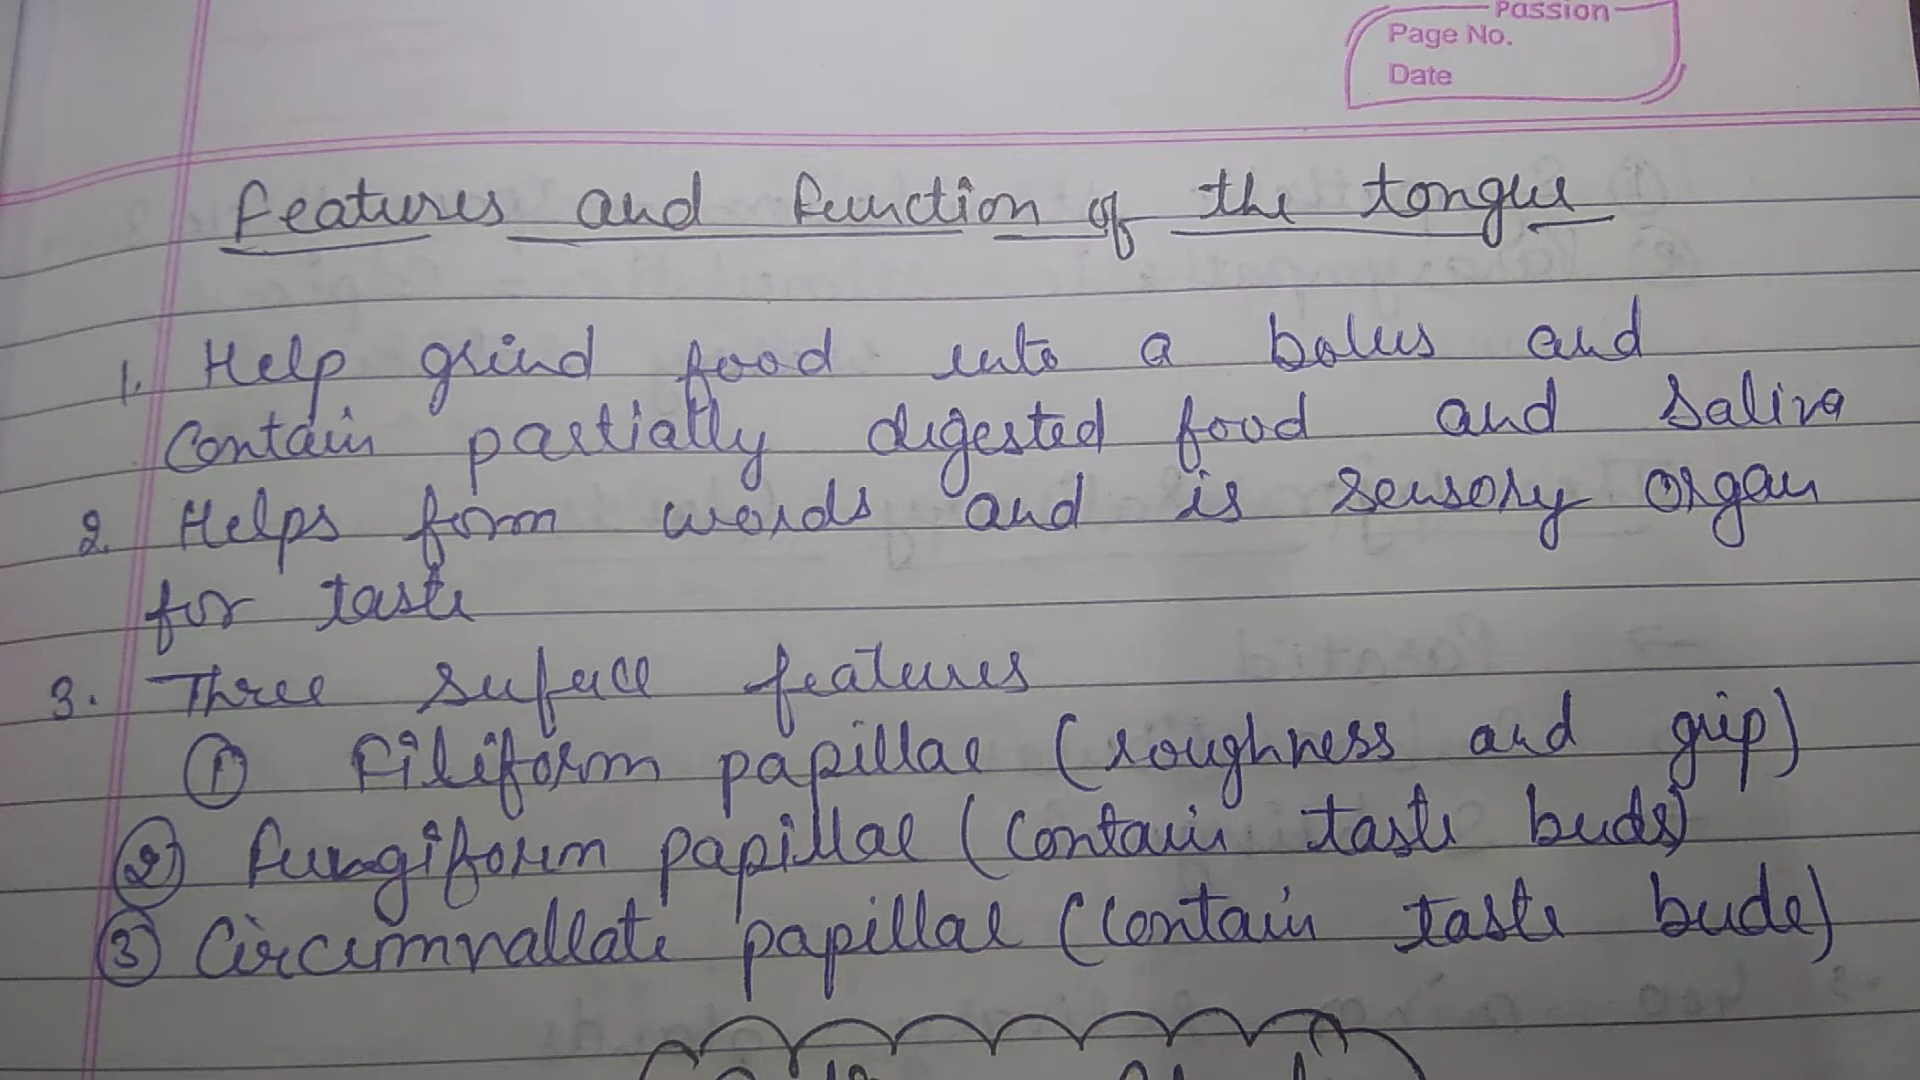 Passion
Page No.
Date
Features and function of the tongue
1. Help grind food into a bolus and
contain partially digested food and saliva
2. Helps form words and is sensory organ
for taste
3. Three suface features
① Filiform papillae (roughness and grip)
② fungiform papillae (contain taste buds)
③ Circumvallate papillae (contain taste buds)